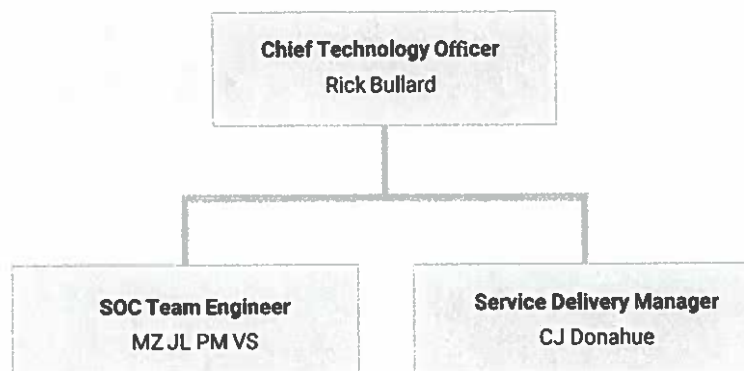 Chief Technology Officer
Rick Bullard
SOC Team Engineer
MZ JL PM VS
Service Delivery Manager
CJ Donahue